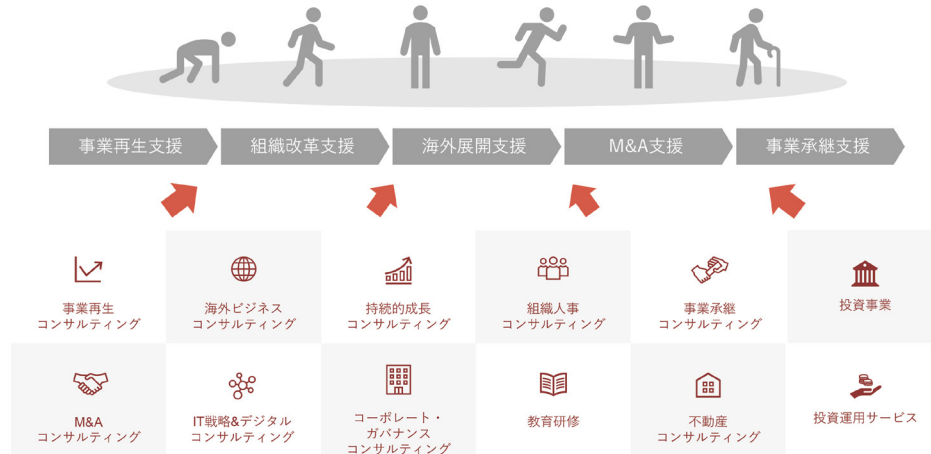 事業再生支援
組織改革支援
海外展開支援
M&A支援
事業承継支援
事業再生
コンサルティング
海外ビジネス
コンサルティング
持続的成長
コンサルティング
組織人事
コンサルティング
事業承継
コンサルティング
投資事業
M&A
コンサルティング
IT戦略&デジタル
コンサルティング
コーポレート・
ガバナンス
コンサルティング
教育研修
不動産
コンサルティング
投資運用サービス